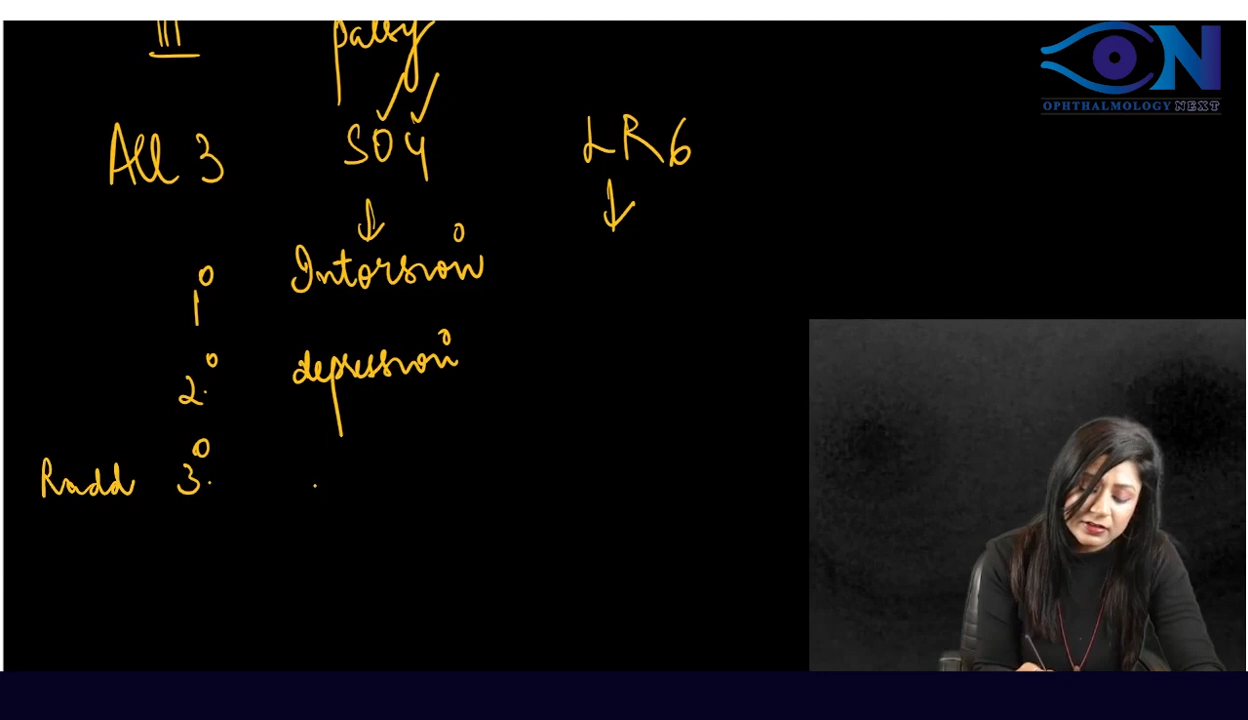 III palsy
ON
OPHTHALMOLOGY NEXT
All 3 SO4 LR6
↓ ↓
1° Intorsion
2.° depression
Radd 3.°